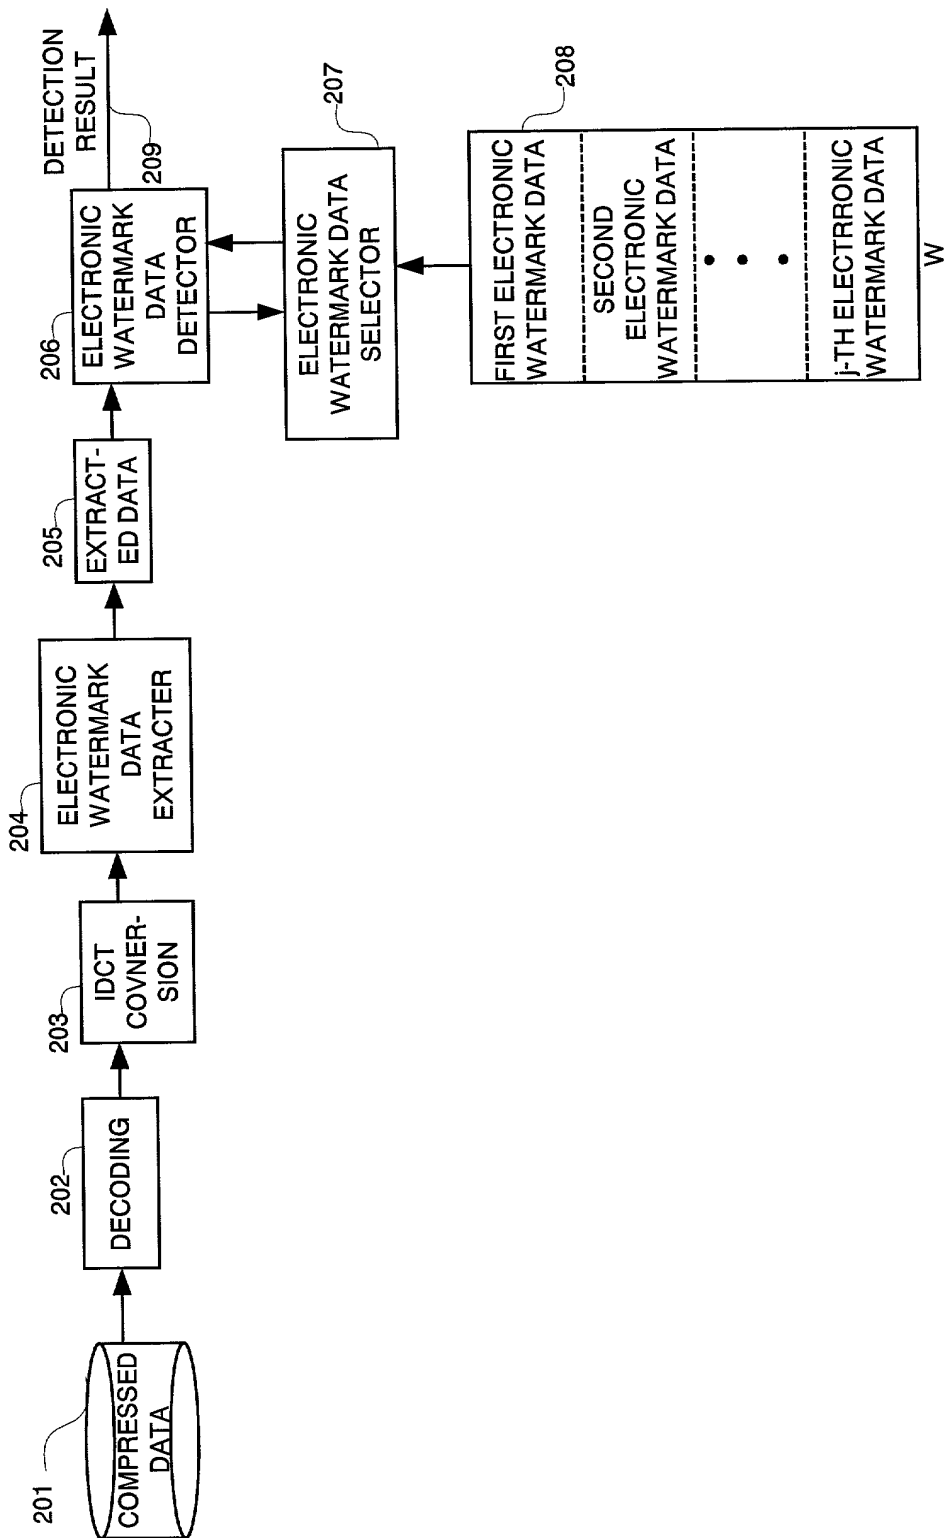 201
COMPRESSED
DATA
202
DECODING
203
IDCT
COVNER-
SION
204
ELECTRONIC
WATERMARK
DATA
EXTRACTER
205
EXTRACT-
ED DATA
206
ELECTRONIC
WATERMARK
DATA
DETECTOR
DETECTION
RESULT
209
207
ELECTRONIC
WATERMARK DATA
SELECTOR
208
FIRST ELECTRONIC
WATERMARK DATA
SECOND
ELECTRONIC
WATERMARK DATA
j-TH ELECTRRONIC
WATERMARK DATA
W